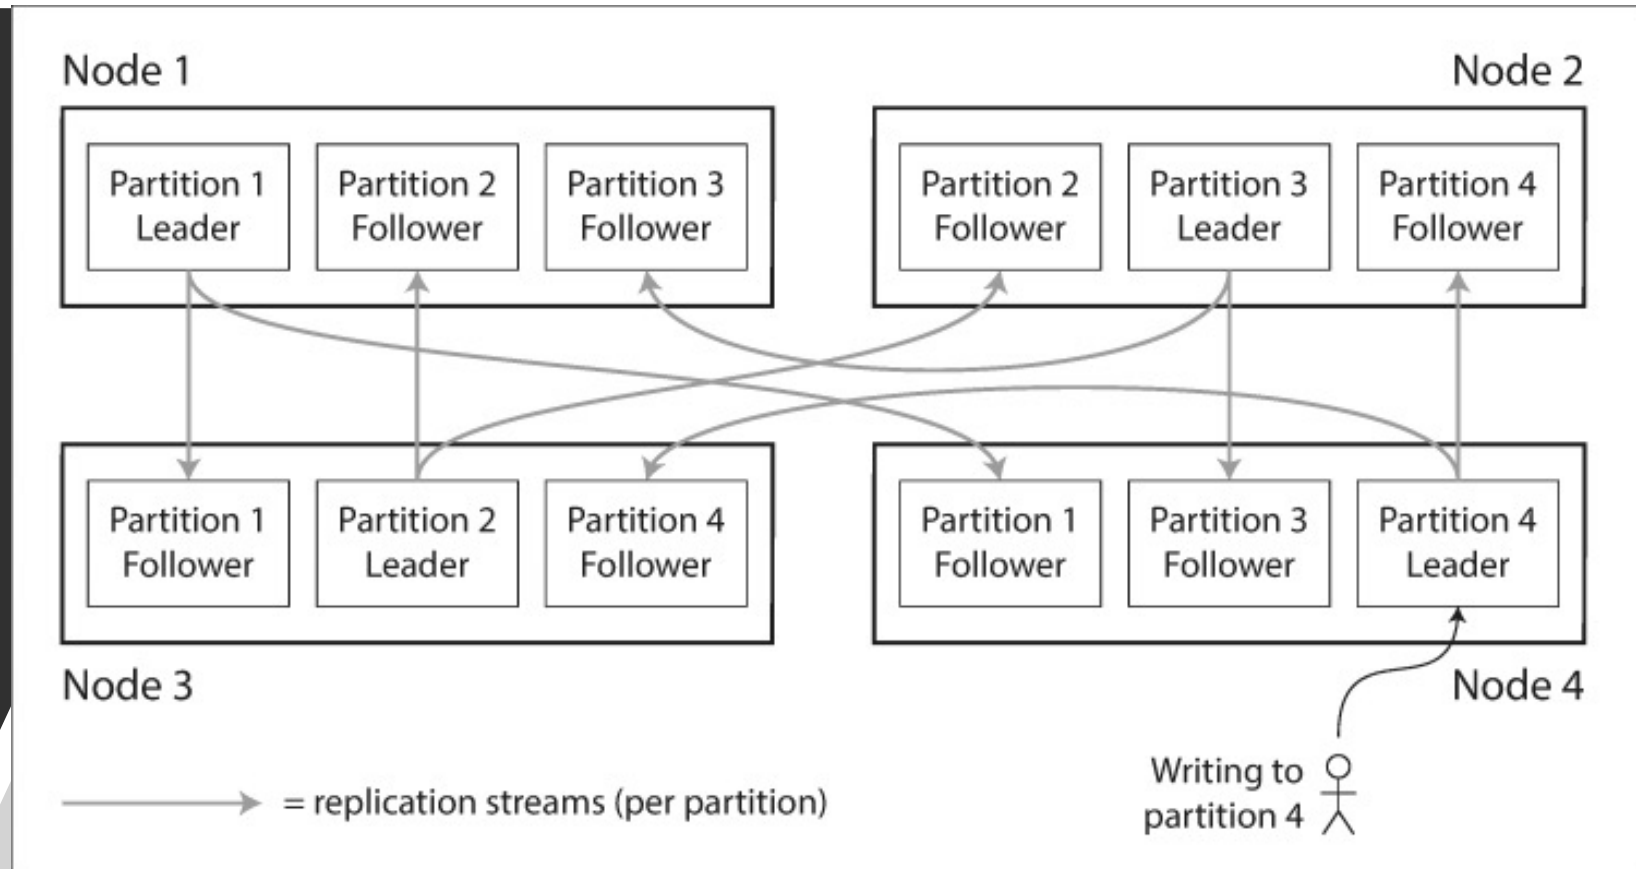 Node 1
Node 2
Partition 1
Leader
Partition 2
Follower
Partition 3
Follower
Partition 2
Follower
Partition 3
Leader
Partition 4
Follower
Partition 1
Follower
Partition 2
Leader
Partition 4
Follower
Partition 1
Follower
Partition 3
Follower
Partition 4
Leader
Node 3
Node 4
= replication streams (per partition)
Writing to
partition 4